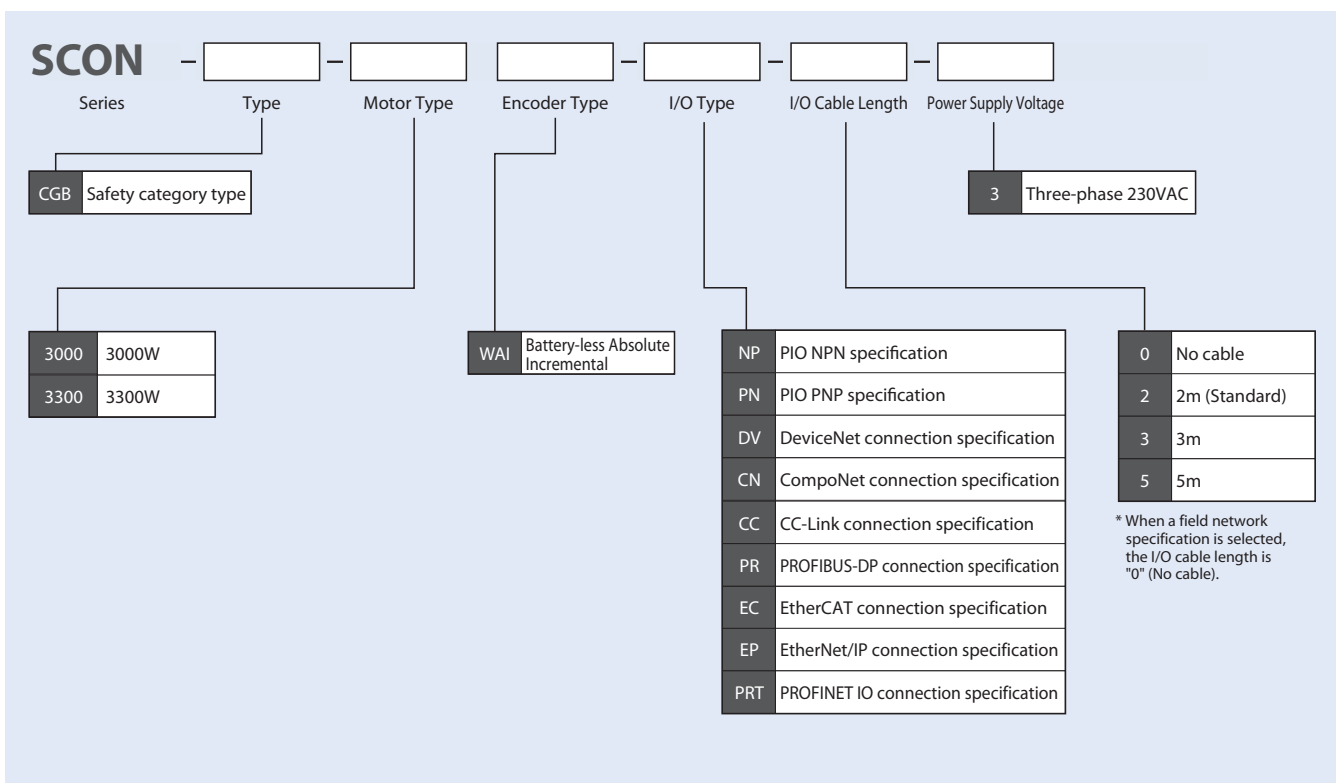 SCON - - - - -
Series Type Motor Type Encoder Type I/O Type I/O Cable Length Power Supply Voltage
CGB Safety category type
3 Three-phase 230VAC
3000 3000W
3300 3300W
WAI Battery-less Absolute
Incremental
NP PIO NPN specification
PN PIO PNP specification
DV DeviceNet connection specification
CN CompoNet connection specification
CC CC-Link connection specification
PR PROFIBUS-DP connection specification
EC EtherCAT connection specification
EP EtherNet/IP connection specification
PRT PROFINET IO connection specification
0 No cable
2 2m (Standard)
3 3m
5 5m
* When a field network
specification is selected,
the I/O cable length is
"0" (No cable).